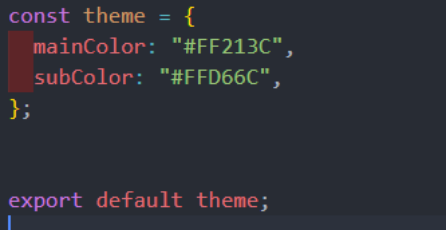 const theme = {
  mainColor: "#FF213C",
  subColor: "#FFD66C",
};

export default theme;